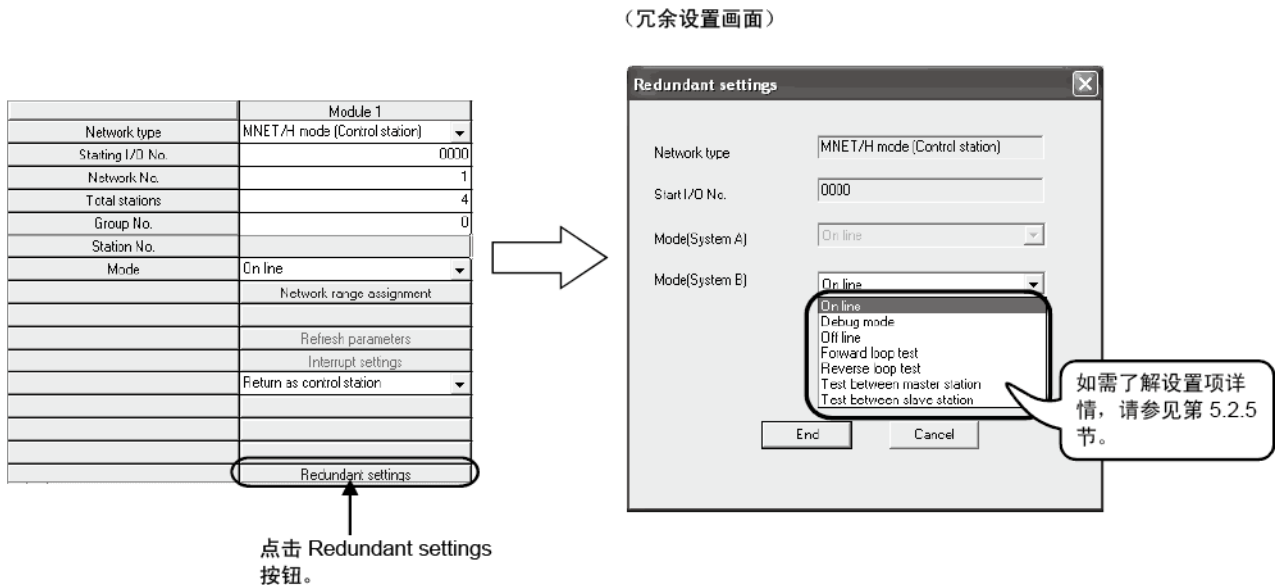 （冗余设置画面）
Module 1
Network type
MNET/H mode (Control station)
Starting I/O No.
0000
Network No.
1
Total stations
4
Group No.
0
Station No.
Mode
On line
Network range assignment
Refresh parameters
Interrupt settings
Return as control station
Redundant settings
点击 Redundant settings
按钮。
Redundant settings
Network type
MNET/H mode (Control station)
Start I/O No.
0000
Mode(System A)
On line
Mode(System B)
On line
On line
Debug mode
Off line
Forward loop test
Reverse loop test
Test between master station
Test between slave station
End
Cancel
如需了解设置项详
情，请参见第 5.2.5
节。